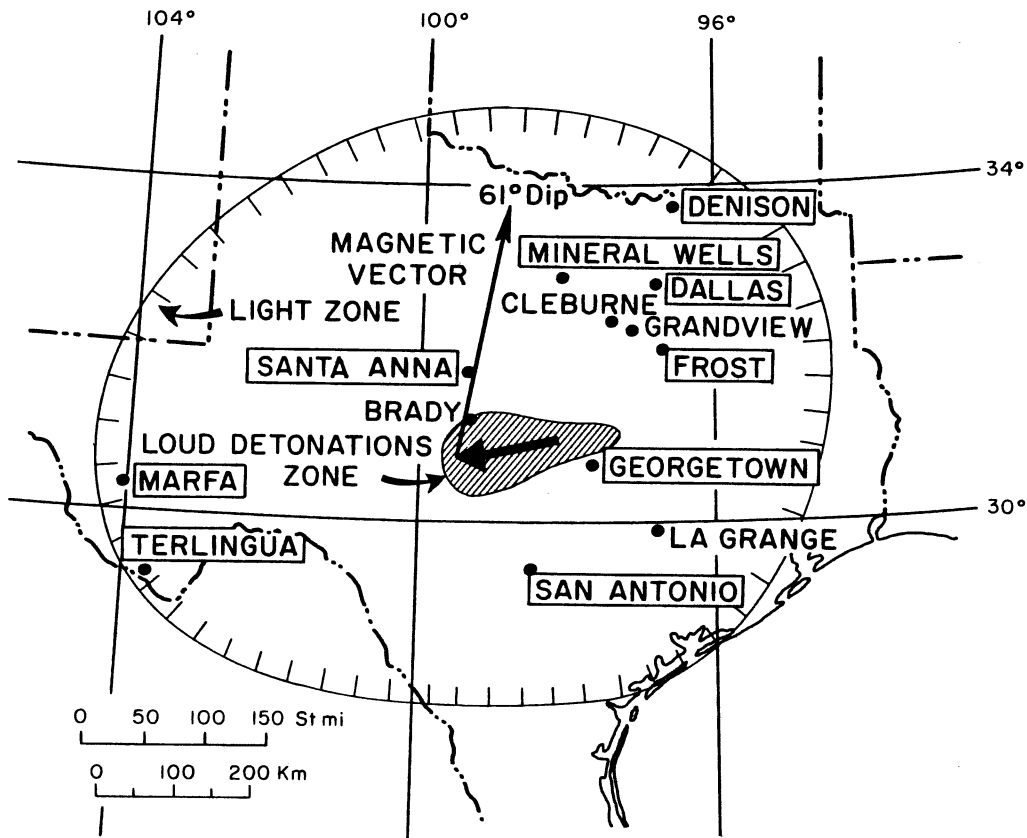 104°
100°
96°
34°
61° Dip
DENISON
MAGNETIC
VECTOR
MINERAL WELLS
DALLAS
CLEBURNE
LIGHT ZONE
GRANDVIEW
SANTA ANNA
FROST
BRADY
LOUD DETONATIONS
ZONE
GEORGETOWN
MARFA
30°
TERLINGUA
LA GRANGE
SAN ANTONIO
0 50 100 150 St mi
0 100 200 Km